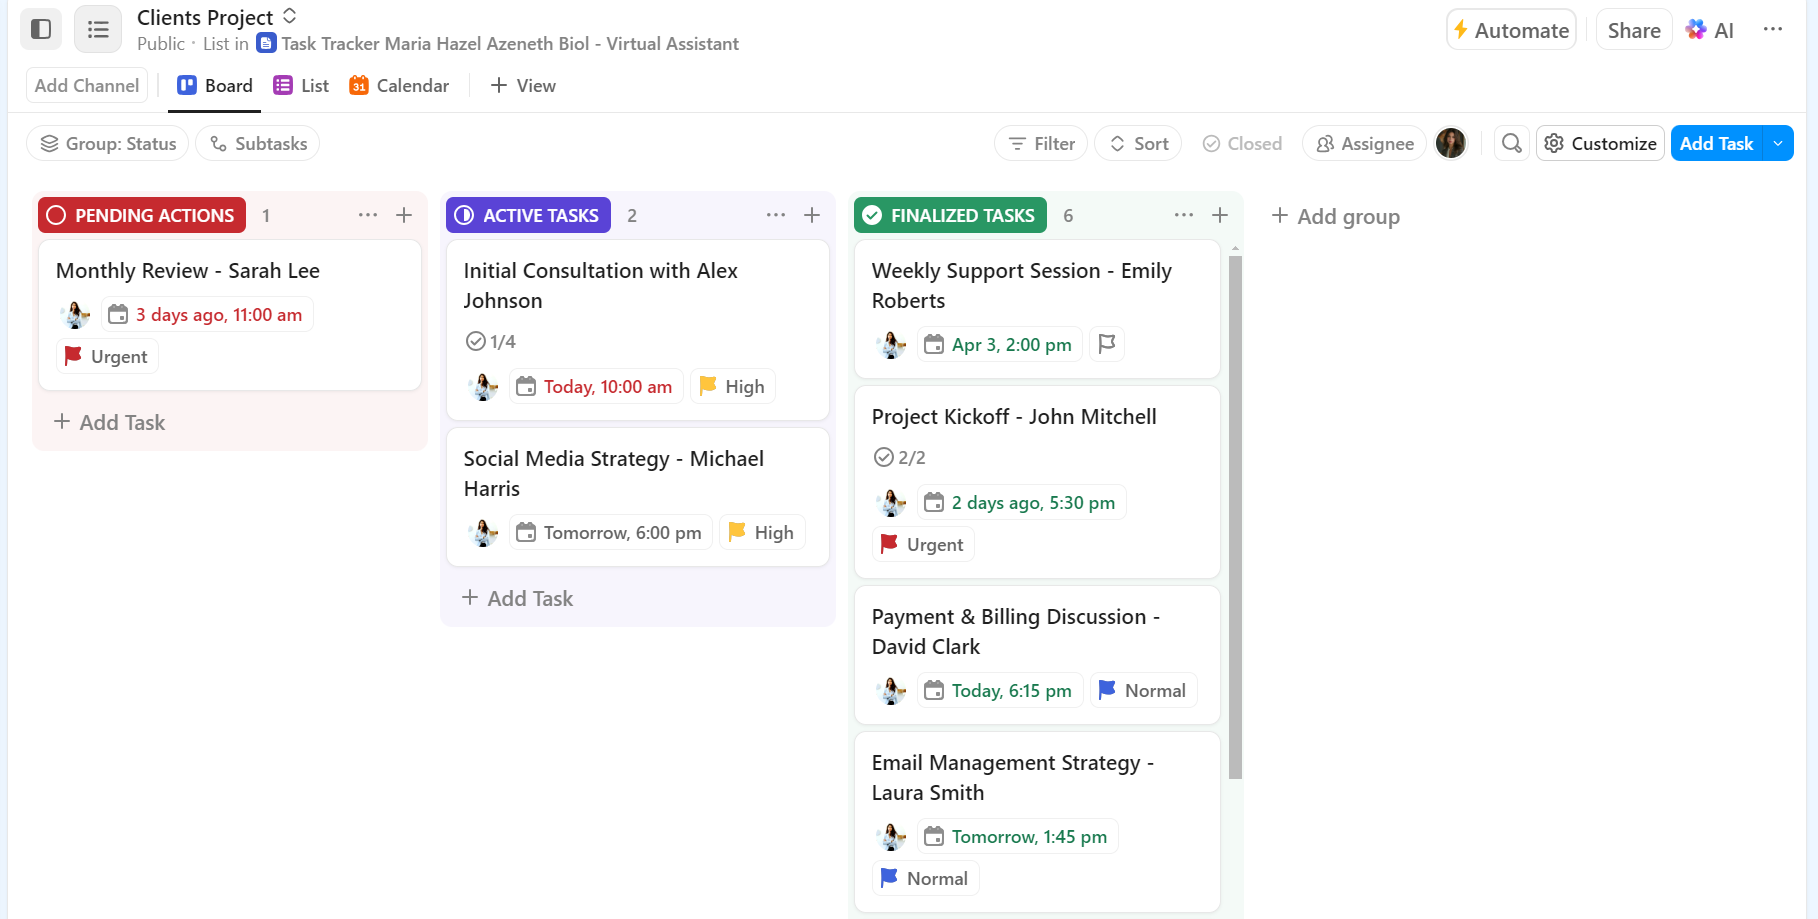 Clients Project
Public · List in Task Tracker Maria Hazel Azeneth Biol - Virtual Assistant
Automate
Share
AI
Add Channel
Board
List
31
Calendar
+ View
Group: Status
Subtasks
Filter
Sort
Closed
Assignee
Customize
Add Task
PENDING ACTIONS 1
Monthly Review - Sarah Lee
3 days ago, 11:00 am
Urgent
+ Add Task
ACTIVE TASKS 2
Initial Consultation with Alex
Johnson
1/4
Today, 10:00 am
High
Social Media Strategy - Michael
Harris
Tomorrow, 6:00 pm
High
+ Add Task
FINALIZED TASKS 6
Weekly Support Session - Emily
Roberts
Apr 3, 2:00 pm
Project Kickoff - John Mitchell
2/2
2 days ago, 5:30 pm
Urgent
Payment & Billing Discussion -
David Clark
Today, 6:15 pm
Normal
Email Management Strategy -
Laura Smith
Tomorrow, 1:45 pm
Normal
+ Add group